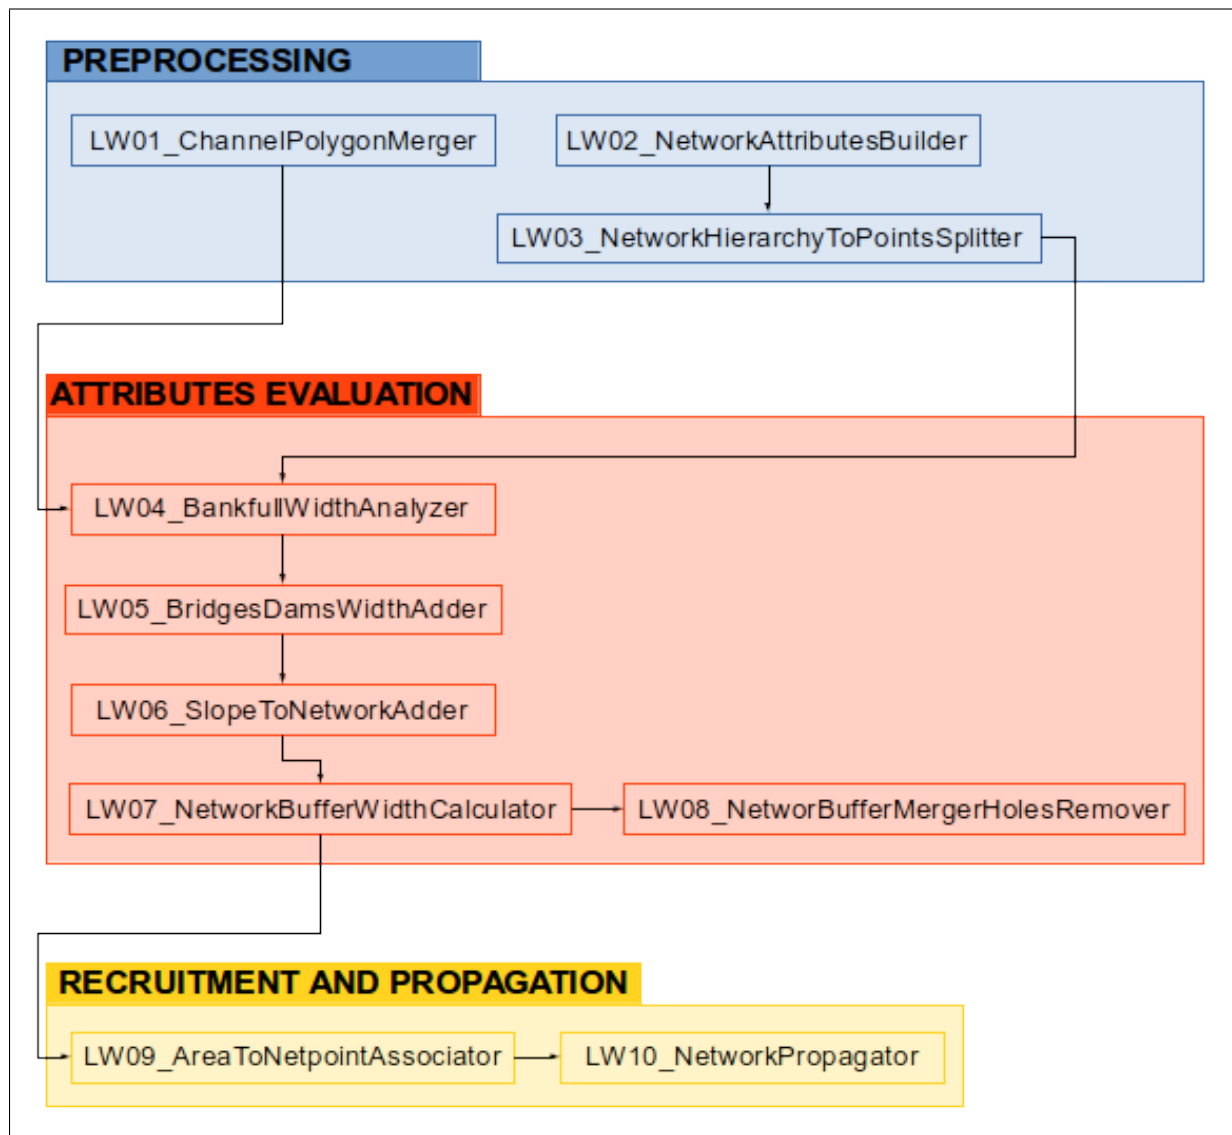 PREPROCESSING
LW01_ChannelPolygonMerger
LW02_NetworkAttributesBuilder
LW03_NetworkHierarchyToPointsSplitter
ATTRIBUTES EVALUATION
LW04_BankfullWidthAnalyzer
LW05_BridgesDamsWidthAdder
LW06_SlopeToNetworkAdder
LW07_NetworkBufferWidthCalculator
LW08_NetworBufferMergerHolesRemover
RECRUITMENT AND PROPAGATION
LW09_AreaToNetpointAssociator
LW10_NetworkPropagator